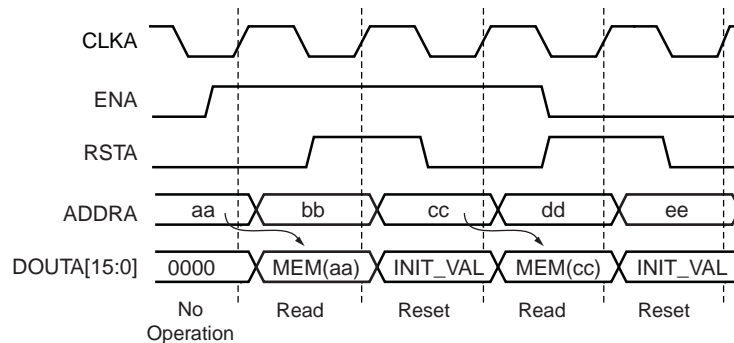 CLKA
ENA
RSTA
ADDRA aa bb cc dd ee
DOUTA[15:0] 0000 MEM(aa) INIT_VAL MEM(cc) INIT_VAL
No Operation Read Reset Read Reset